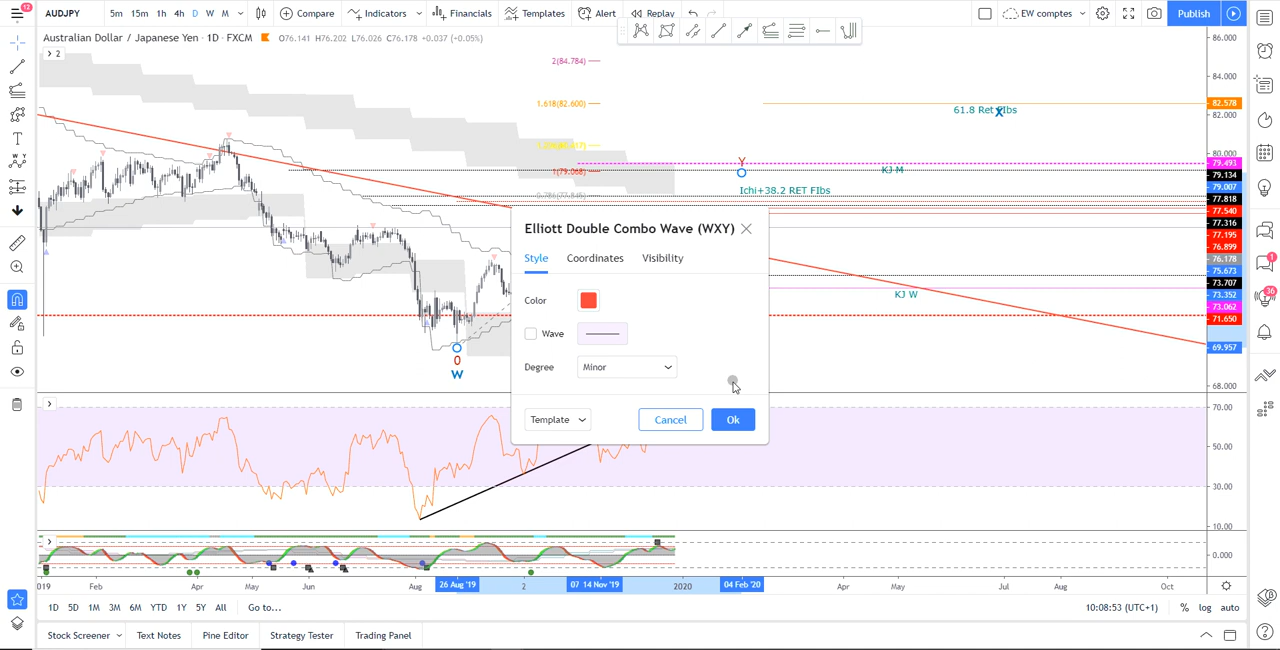 12
AUDJPY
5m 15m 1h 4h D W M
Compare
Indicators
Financials
Templates
Alert
Replay
EW comptes
Publish
Australian Dollar / Japanese Yen · 1D · FXCM
O76.141 H76.202 L76.026 C76.178 +0.037 (+0.05%)
2
2(84.784)
1.618(82.600)
1(79.068)
86.000
84.000
82.578
82.000
80.000
79.493
79.134
79.007
77.818
77.540
77.316
77.195
76.899
76.178
75.673
73.707
73.352
73.062
71.650
69.957
68.000
61.8 Ret Fibs
X
Y
KJ M
Ichi+38.2 RET FIbs
KJ W
0
W
Elliott Double Combo Wave (WXY)
Style Coordinates Visibility
Color
Wave
Degree Minor
Template Cancel Ok
70.00
50.00
30.00
10.00
0.000
2019 Feb Apr May Jun Aug 26 Aug '19 2 07 14 Nov '19 2020 04 Feb '20 Apr May Jul Aug Oct
1D 5D 1M 3M 6M YTD 1Y 5Y All Go to...
10:08:53 (UTC+1) % log auto
Stock Screener Text Notes Pine Editor Strategy Tester Trading Panel
1
36